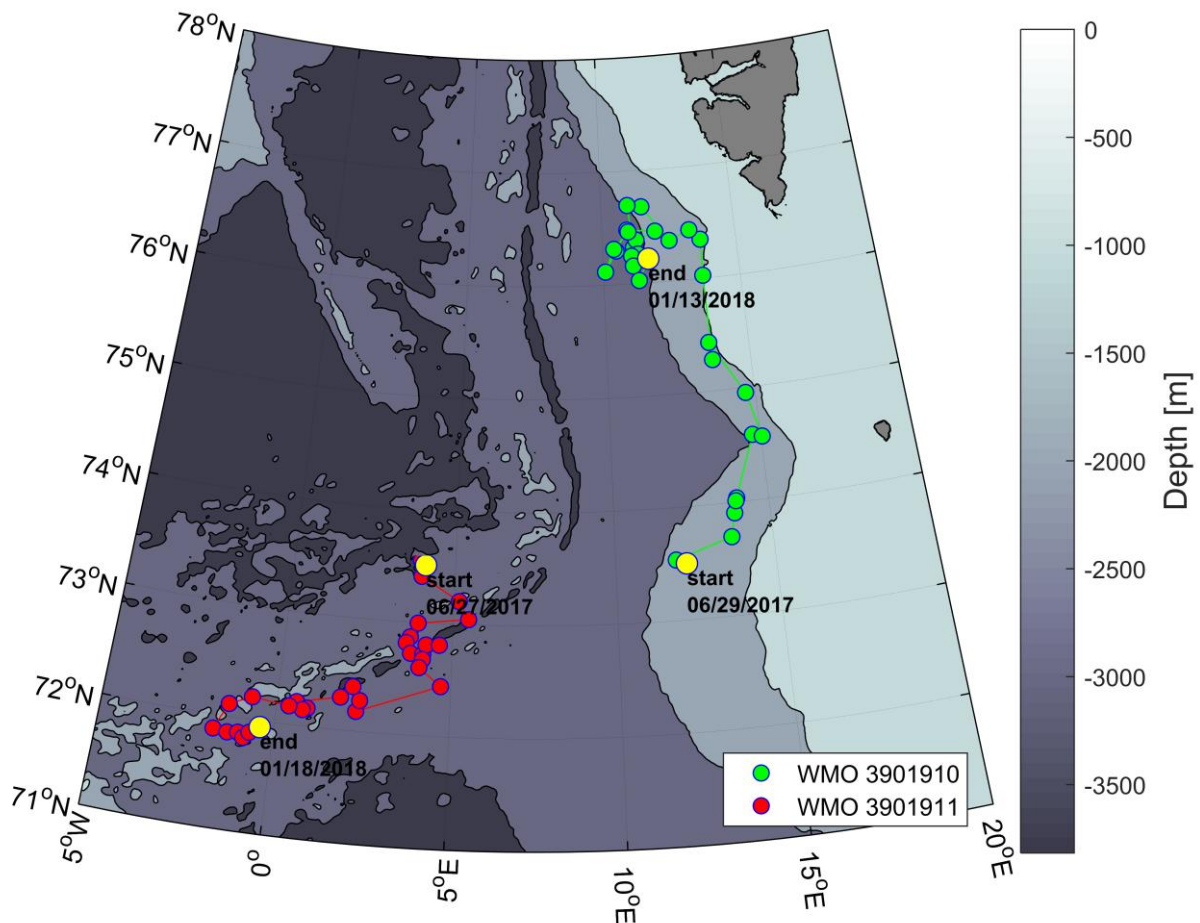 78°N
77°N
76°N
75°N
74°N
73°N
72°N
71°N
5°W
0
5°E
10°E
15°E
20°E
end
01/13/2018
start
06/29/2017
start
06/27/2017
end
01/18/2018
WMO 3901910
WMO 3901911
0
-500
-1000
-1500
-2000
-2500
-3000
-3500
Depth [m]